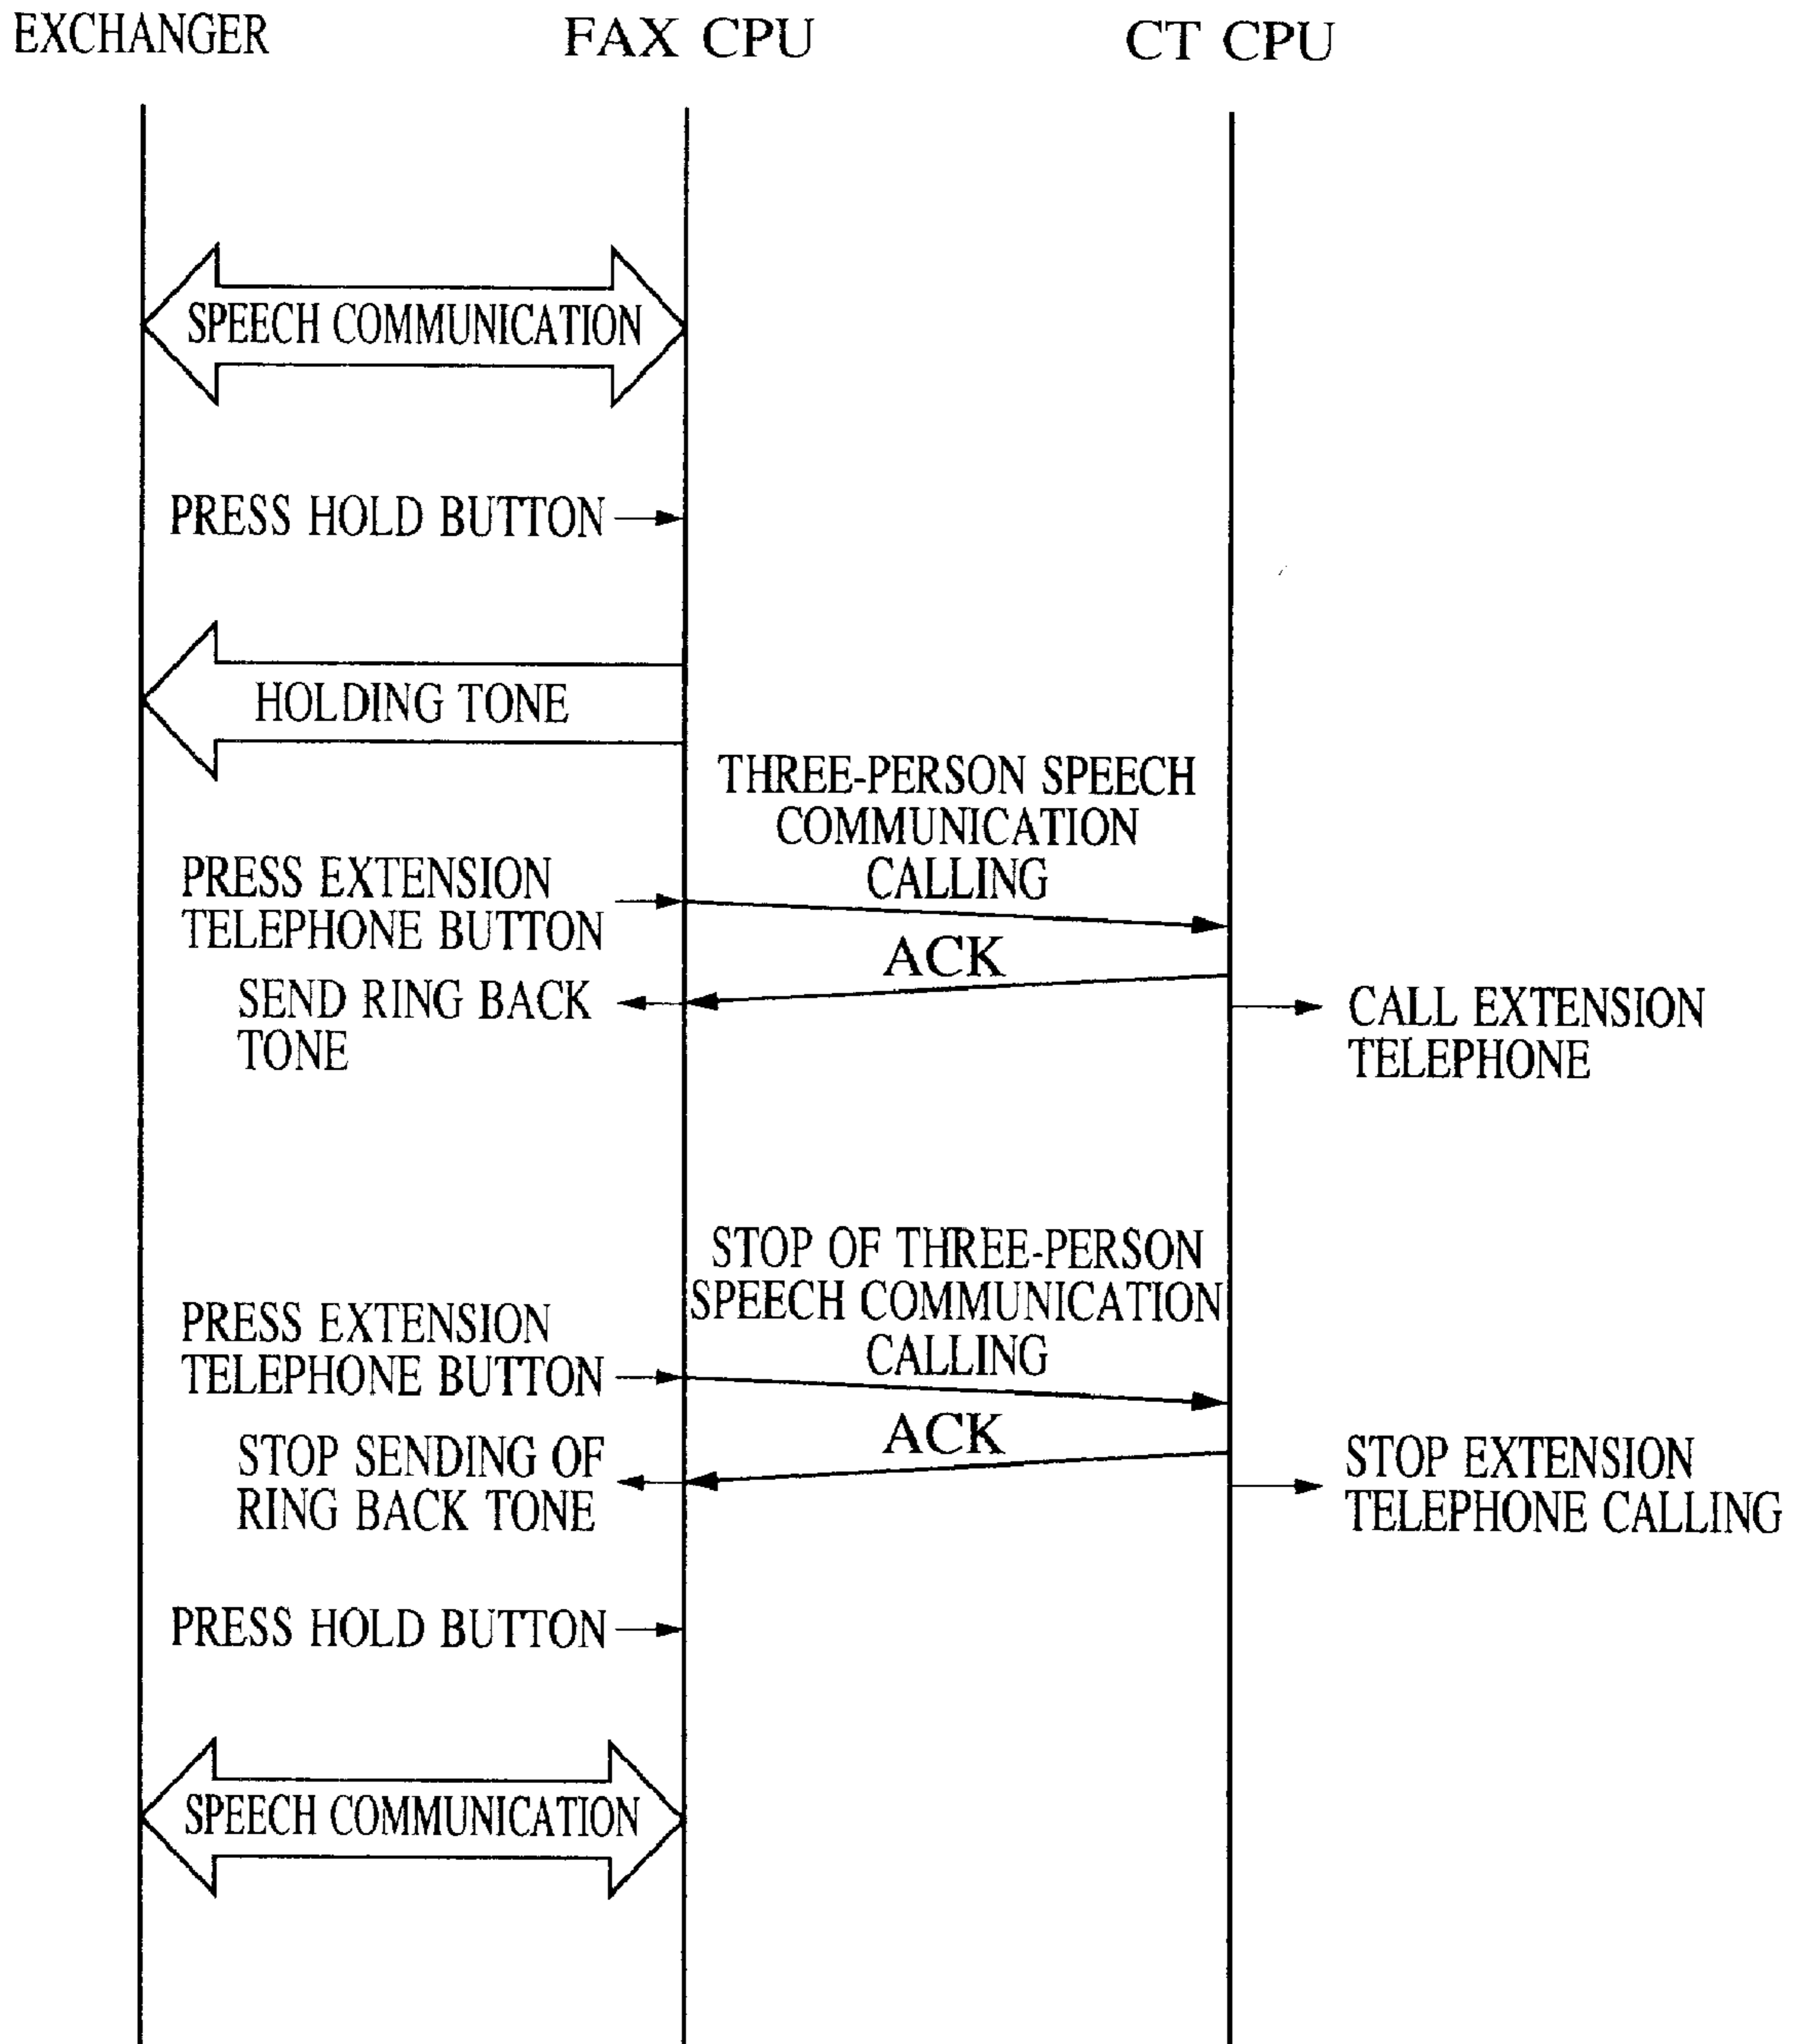 EXCHANGER
FAX CPU
CT CPU
SPEECH COMMUNICATION
PRESS HOLD BUTTON
HOLDING TONE
THREE-PERSON SPEECH
COMMUNICATION
CALLING
PRESS EXTENSION
TELEPHONE BUTTON
ACK
SEND RING BACK
TONE
CALL EXTENSION
TELEPHONE
STOP OF THREE-PERSON
SPEECH COMMUNICATION
CALLING
PRESS EXTENSION
TELEPHONE BUTTON
ACK
STOP SENDING OF
RING BACK TONE
STOP EXTENSION
TELEPHONE CALLING
PRESS HOLD BUTTON
SPEECH COMMUNICATION